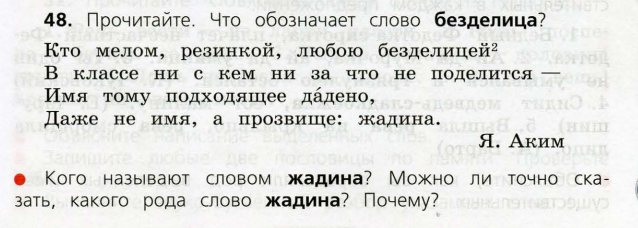 48. Прочитайте. Что обозначает слово безделица?
Кто мелом, резинкой, любою безделицей²
В классе ни с кем ни за что не поделится —
Имя тому подходящее да́дим,
Даже не имя, а прозвище: жадина.
Я. Аким
• Кого называют словом жадина? Можно ли точно ска-
зать, какого рода слово жадина? Почему?